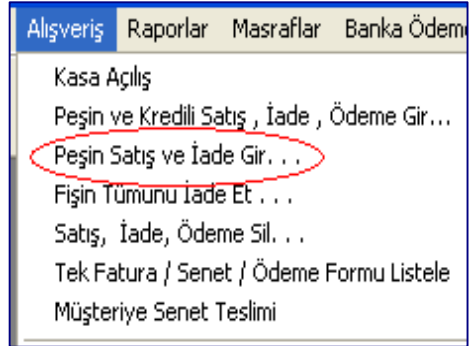 Alışveriş Raporlar Masraflar Banka Ödem
Kasa Açılış
Peşin ve Kredili Satış , İade , Ödeme Gir...
Peşin Satış ve İade Gir. . .
Fişin Tümunu İade Et . . .
Satış, İade, Ödeme Sil. . .
Tek Fatura / Senet / Ödeme Formu Listele
Müşteriye Senet Teslimi